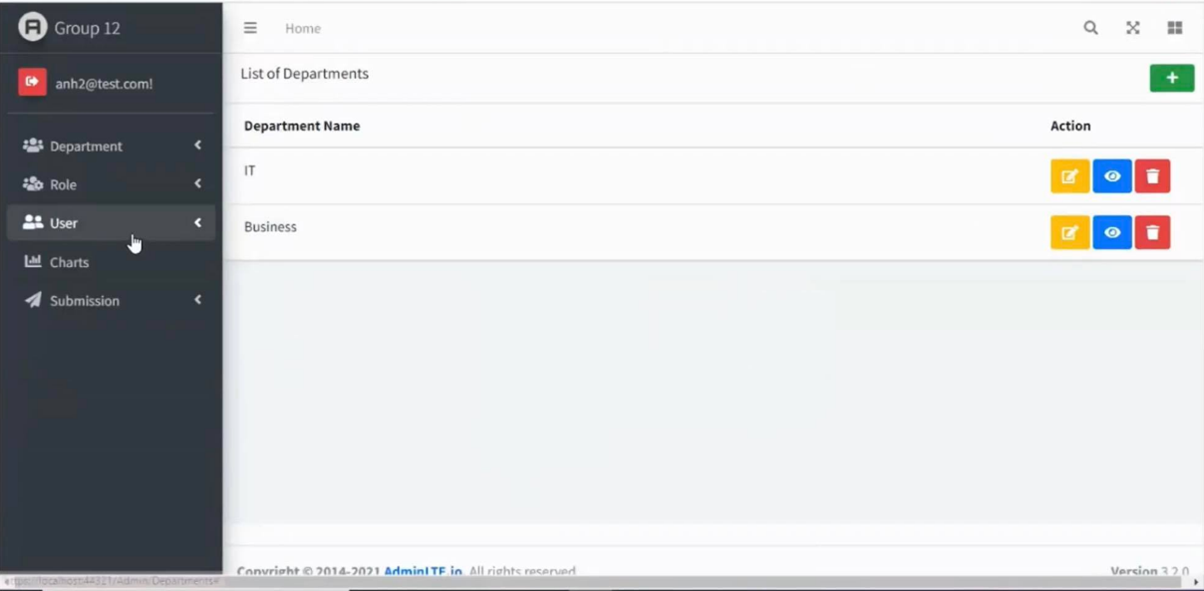 Group 12
Home
anh2@test.com!
List of Departments
Department Name
Action
Department
IT
Role
User
Business
Charts
Submission
Copyright © 2014-2021 AdminLTE.io. All rights reserved
Version 3.2.0
https://localhost:44321/Admin/Departments#